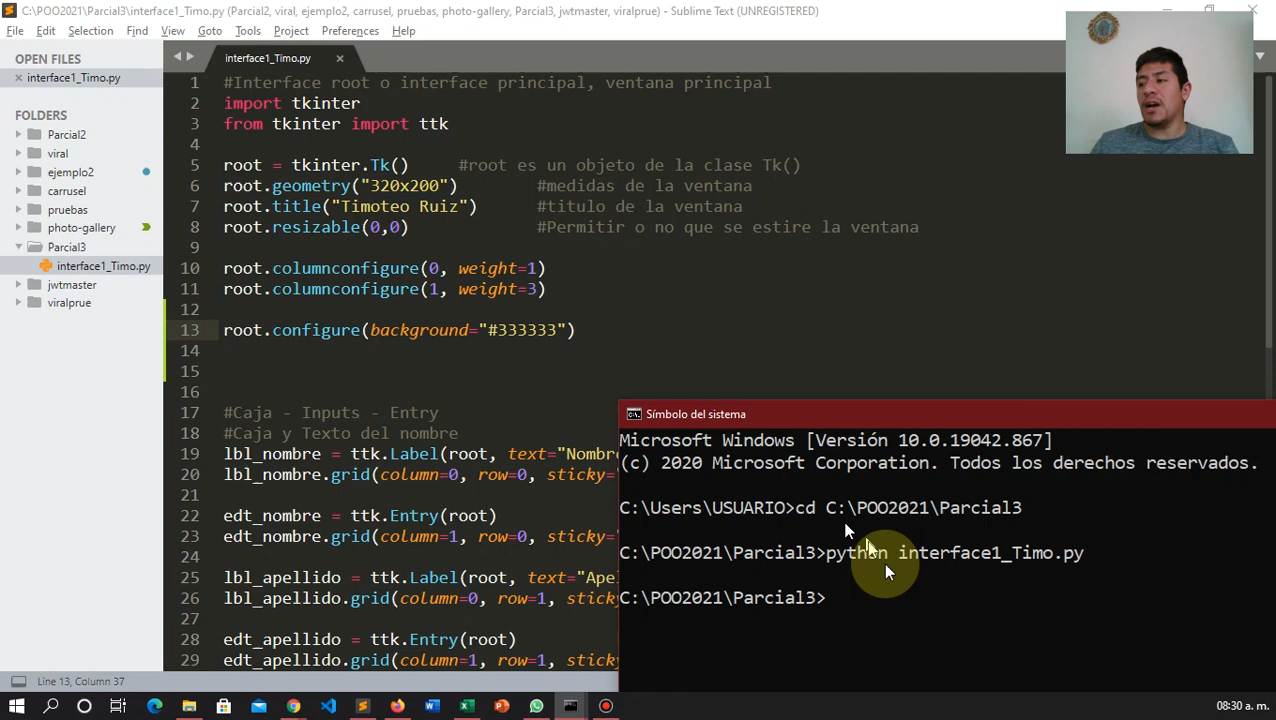 C:\POO2021\Parcial3\interface1_Timo.py (Parcial2, viral, ejemplo2, carrusel, pruebas, photo-gallery, Parcial3, jwtmaster, viralprue) - Sublime Text (UNREGISTERED)
File Edit Selection Find View Goto Tools Project Preferences Help
OPEN FILES
interface1_Timo.py
FOLDERS
Parcial2
viral
ejemplo2
carrusel
pruebas
photo-gallery
Parcial3
interface1_Timo.py
jwtmaster
viralprue
interface1_Timo.py
1 #Interface root o interface principal, ventana principal
2 import tkinter
3 from tkinter import ttk
4
5 root = tkinter.Tk() #root es un objeto de la clase Tk()
6 root.geometry("320x200") #medidas de la ventana
7 root.title("Timoteo Ruiz") #titulo de la ventana
8 root.resizable(0,0) #Permitir o no que se estire la ventana
9
10 root.columnconfigure(0, weight=1)
11 root.columnconfigure(1, weight=3)
12
13 root.configure(background="#333333")
14
15
16
17 #Caja - Inputs - Entry
18 #Caja y Texto del nombre
19 lbl_nombre = ttk.Label(root, text="Nombr
20 lbl_nombre.grid(column=0, row=0, sticky=
21
22 edt_nombre = ttk.Entry(root)
23 edt_nombre.grid(column=1, row=0, sticky=
24
25 lbl_apellido = ttk.Label(root, text="Ape
26 lbl_apellido.grid(column=0, row=1, stick
27
28 edt_apellido = ttk.Entry(root)
29 edt_apellido.grid(column=1, row=1, stick
Símbolo del sistema
Microsoft Windows [Versión 10.0.19042.867]
(c) 2020 Microsoft Corporation. Todos los derechos reservados.
C:\Users\USUARIO>cd C:\POO2021\Parcial3
C:\POO2021\Parcial3>python interface1_Timo.py
C:\POO2021\Parcial3>
Line 13, Column 37
08:30 a. m.